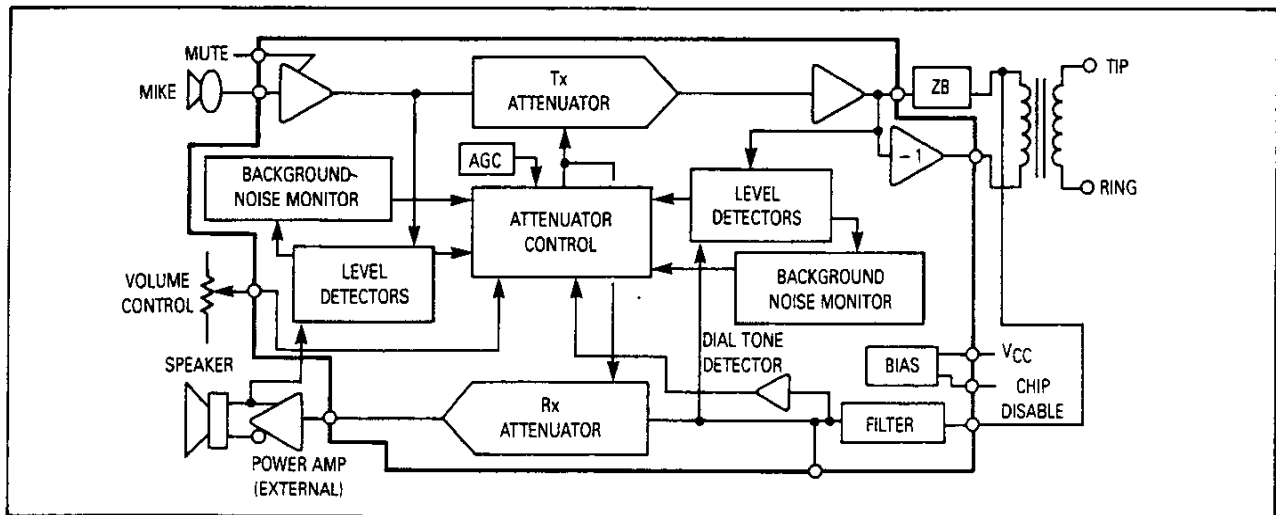 MUTE
MIKE
Tx
ATTENUATOR
ZB
TIP
-1
AGC
BACKGROUND-
NOISE MONITOR
ATTENUATOR
CONTROL
LEVEL
DETECTORS
RING
LEVEL
DETECTORS
BACKGROUND
NOISE MONITOR
VOLUME
CONTROL
DIAL TONE
DETECTOR
SPEAKER
BIAS
VCC
CHIP
DISABLE
Rx
ATTENUATOR
FILTER
POWER AMP
(EXTERNAL)